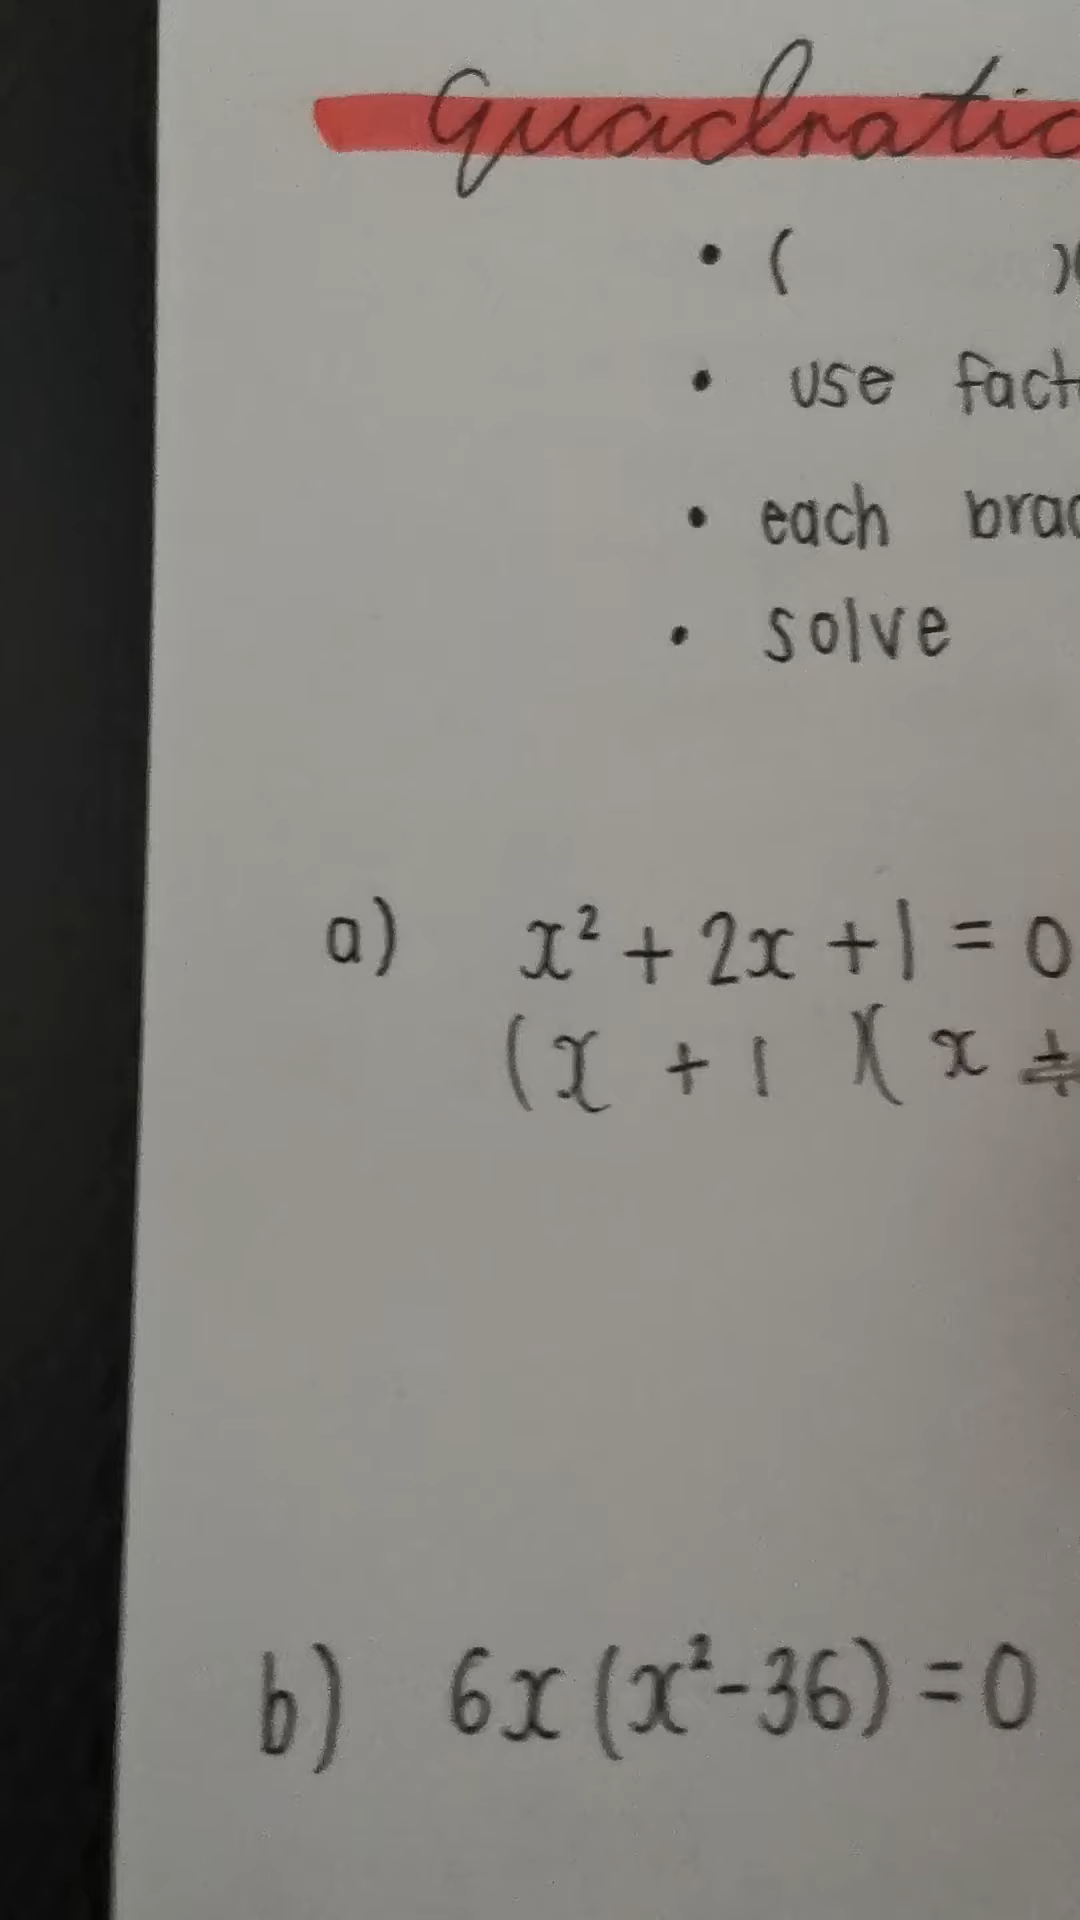 Quadratic
• ( )(
• use fact
• each brac
• solve
a) x² + 2x + 1 = 0
(x + 1 )( x +
b) 6x (x² - 36) = 0